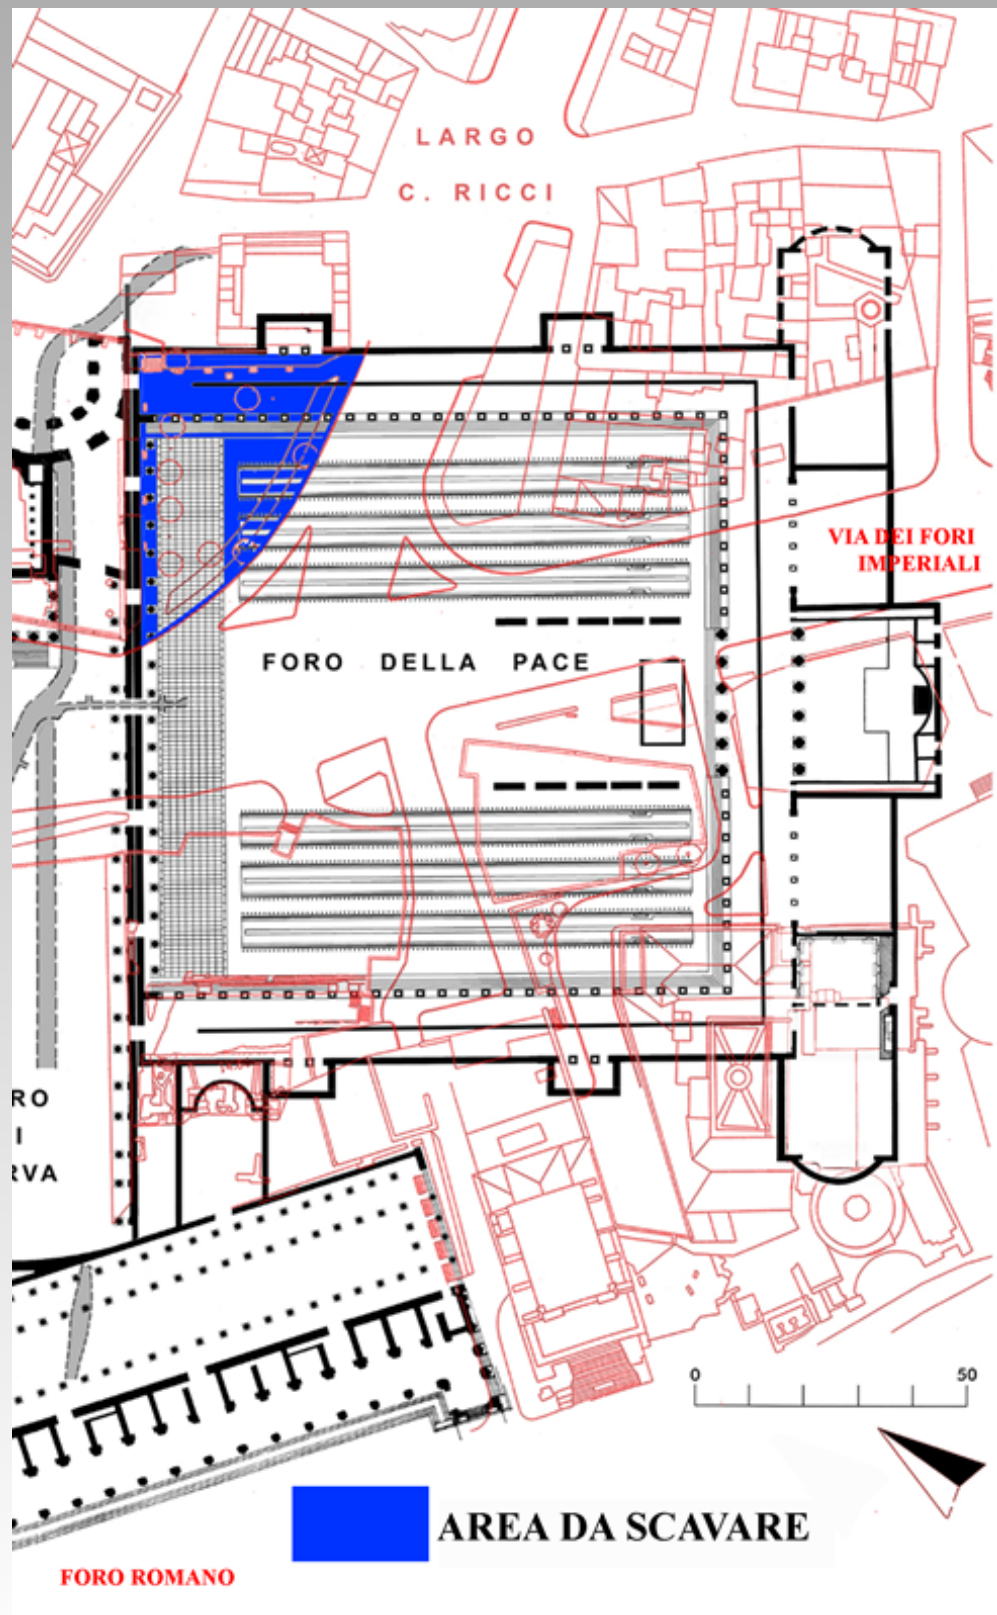 LARGO
C. RICCI
VIA DEI FORI
IMPERIALI
FORO DELLA PACE
RO
I
RVA
0 50
AREA DA SCAVARE
FORO ROMANO